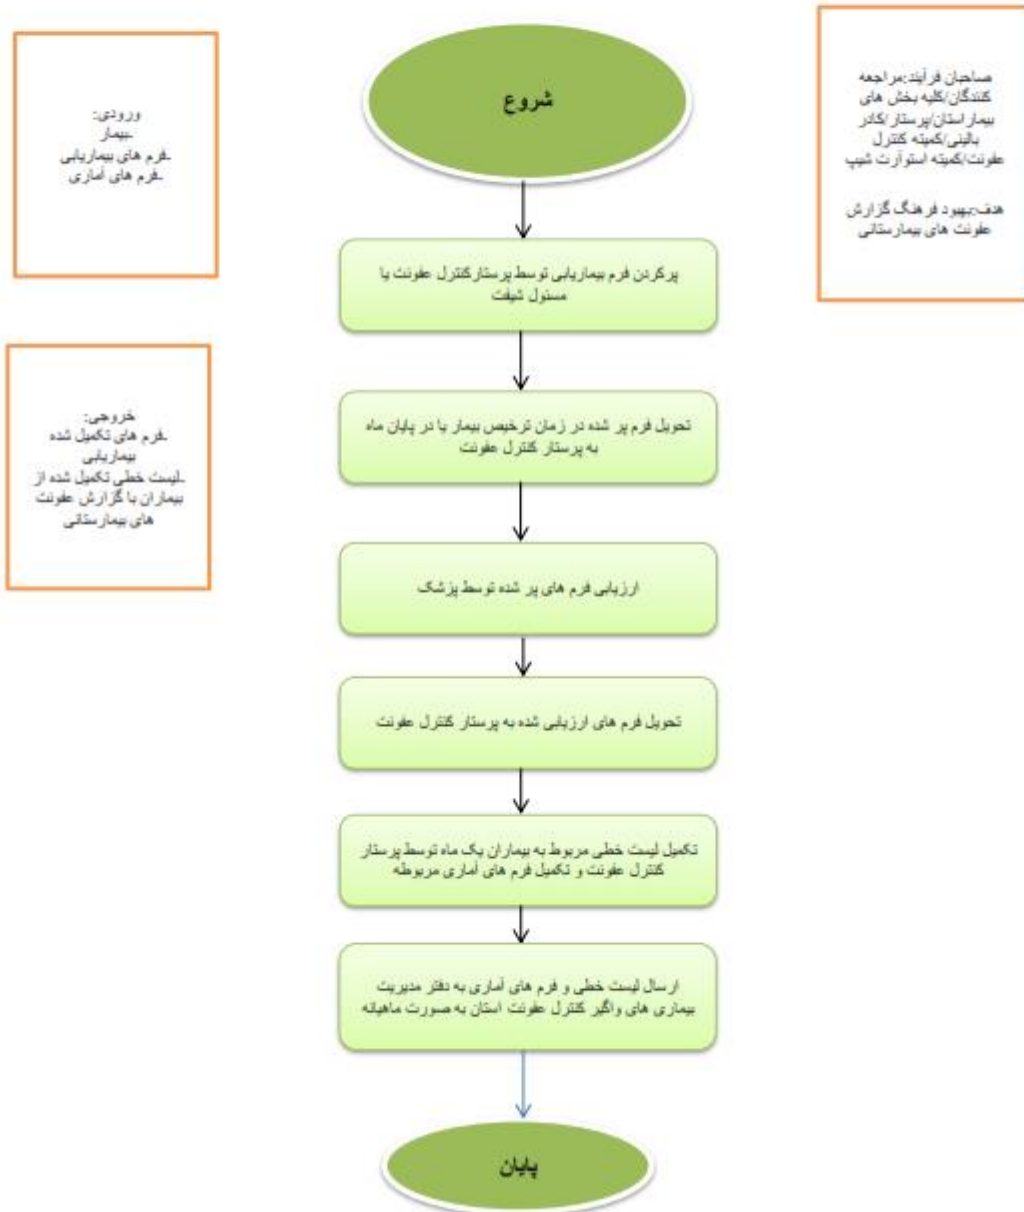 شروع
صاحبان فرآیند:مراجعه
کنندگان/کلیه بخش های
بیماراستان/پرستار/کادر
بالینی/کمیته کنترل
عفونت/کمیته استوآرت شیپ
هدف:بهبود فرهنگ گزارش
عفونت های بیمارستانی
ورودی:
-بیمار
-فرم های بیماریابی
-فرم های آماری
پرکردن فرم بیماریابی توسط پرستارکنترل عفونت یا
مسئول شیفت
تحویل فرم پر شده در زمان ترخیص بیمار یا در پایان ماه
به پرستار کنترل عفونت
خروجی:
-فرم های تکمیل شده
بیماریابی
-لیست خطی تکمیل شده از
بیماران با گزارش عفونت
های بیمارستانی
ارزیابی فرم های پر شده توسط پزشک
تحویل فرم های ارزیابی شده به پرستار کنترل عفونت
تکمیل لیست خطی مربوط به بیماران یک ماه توسط پرستار
کنترل عفونت و تکمیل فرم های آماری مربوطه
ارسال لیست خطی و فرم های آماری به دفتر مدیریت
بیماری های واگیر کنترل عفونت استان به صورت ماهیانه
پایان